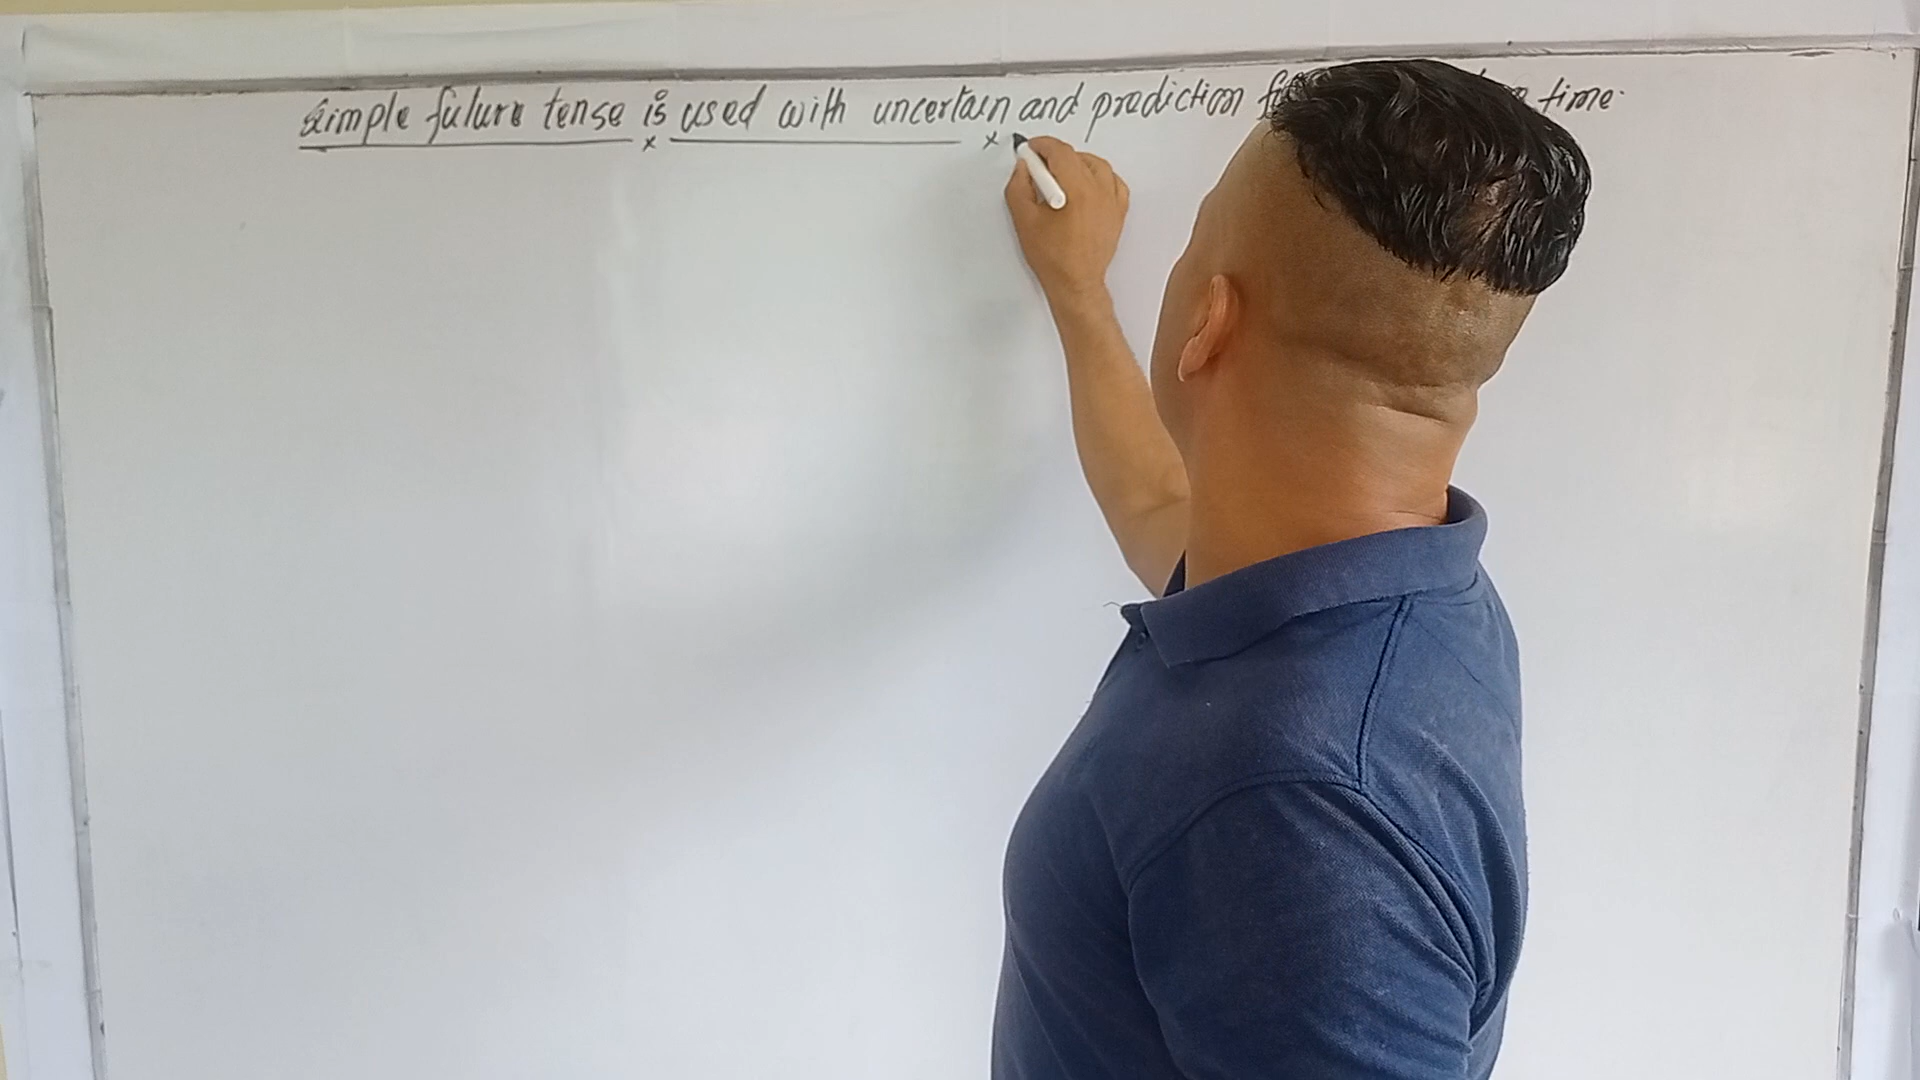 simple future tense is used with uncertain and prediction time.
x x